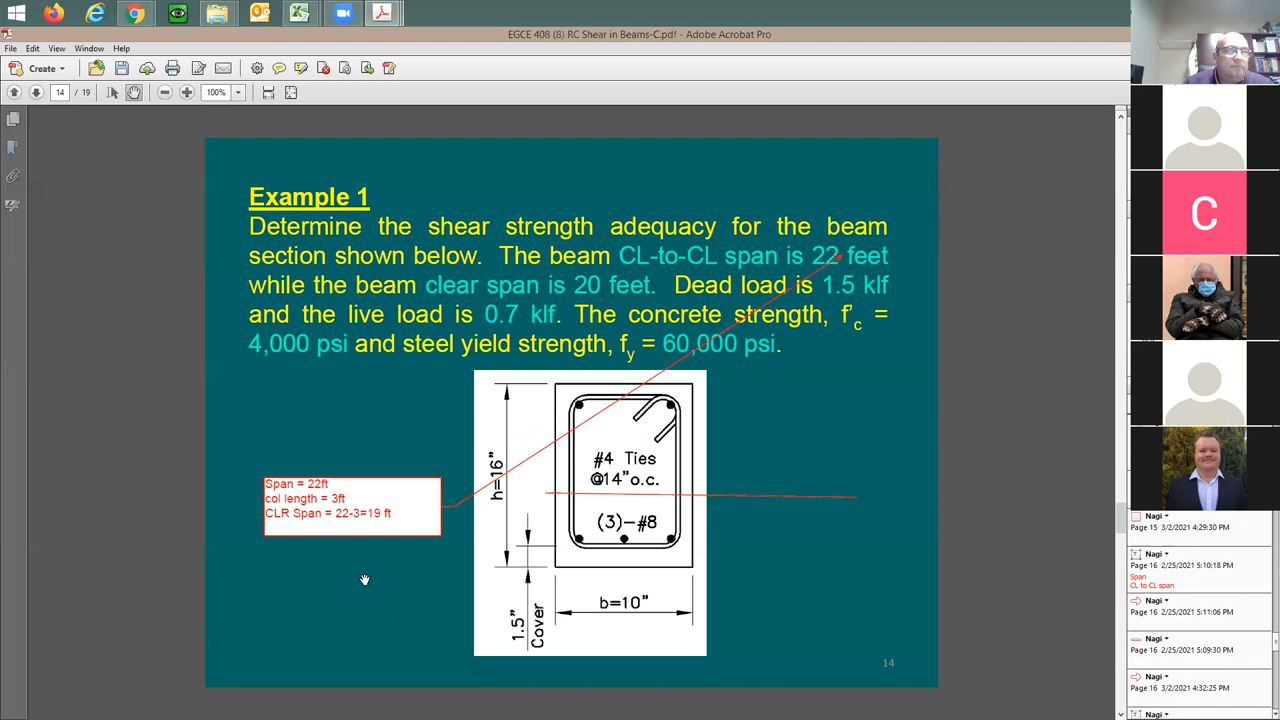 EGCE 408 (8) RC Shear in Beams-C.pdf - Adobe Acrobat Pro
File Edit View Window Help
Create
14 / 19 100%
Example 1
Determine the shear strength adequacy for the beam
section shown below. The beam CL-to-CL span is 22 feet
while the beam clear span is 20 feet. Dead load is 1.5 klf
and the live load is 0.7 klf. The concrete strength, f'c =
4,000 psi and steel yield strength, fy = 60,000 psi.
h=16"
#4 Ties
@14"o.c.
(3)-#8
b=10"
1.5"
Cover
Span = 22ft
col length = 3ft
CLR Span = 22-3=19 ft
14
C
Nagi
Page 15 3/2/2021 4:29:30 PM
Nagi
Page 16 2/25/2021 5:10:18 PM
Span
CL to CL span
Nagi
Page 16 2/25/2021 5:11:06 PM
Nagi
Page 16 2/25/2021 5:09:30 PM
Nagi
Page 16 3/2/2021 4:32:25 PM
Nagi